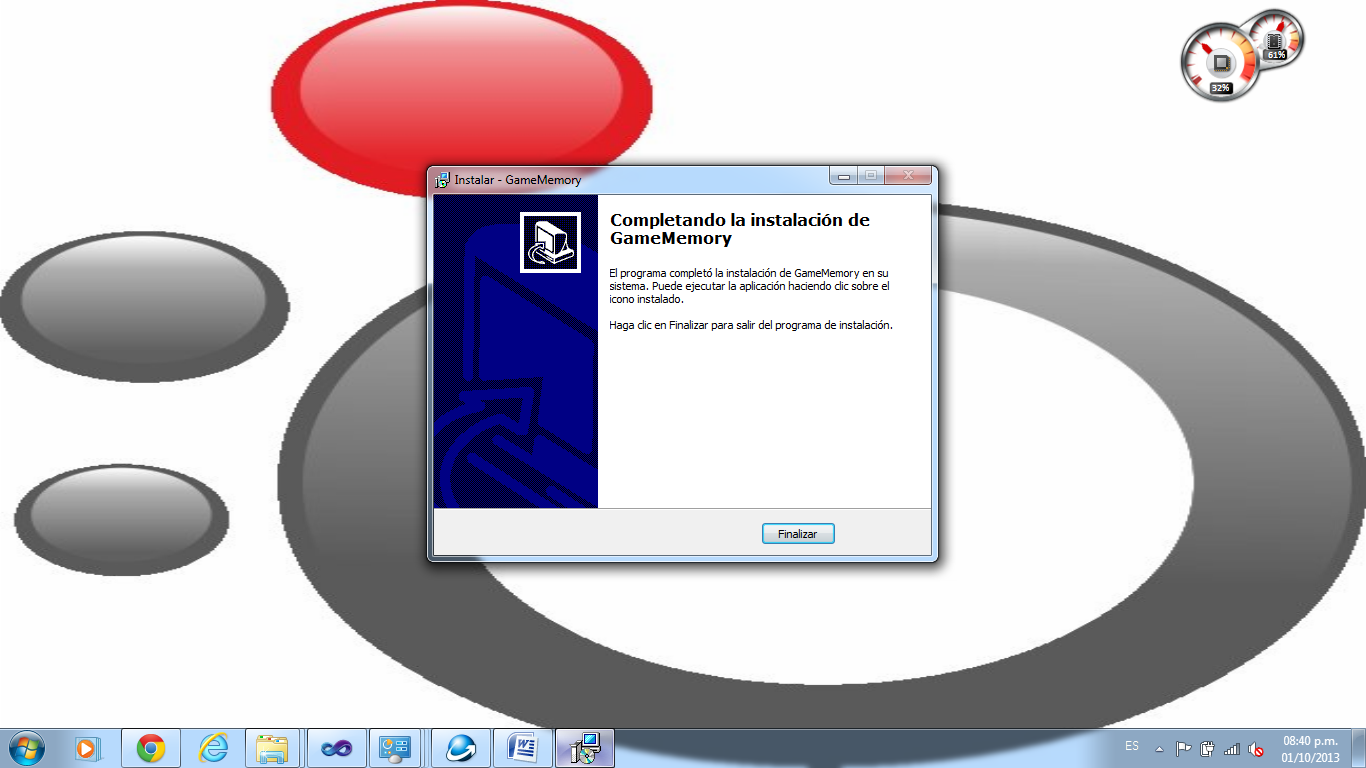 61%
32%
Instalar - GameMemory
Completando la instalación de
GameMemory
El programa completó la instalación de GameMemory en su
sistema. Puede ejecutar la aplicación haciendo clic sobre el
icono instalado.
Haga clic en Finalizar para salir del programa de instalación.
Finalizar
ES
08:40 p.m.
01/10/2013